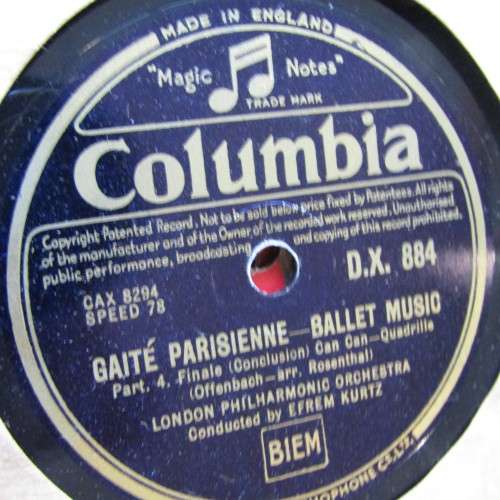 MADE IN ENGLAND
"Magic Notes"
TRADE MARK
Columbia
Copyright Patented Record. Not to be sold below price fixed by Patentees. All rights
of the manufacturer and of the Owner of the recorded work reserved. Unauthorised
public performance, broadcasting and copying of this record prohibited.
D.X. 884
CAX 8294
SPEED 78
GAITÉ PARISIENNE—BALLET MUSIC
Part. 4. Finale (Conclusion) Can Can—Quadrille
(Offenbach—arr. Rosenthal)
LONDON PHILHARMONIC ORCHESTRA
Conducted by EFREM KURTZ
BIEM